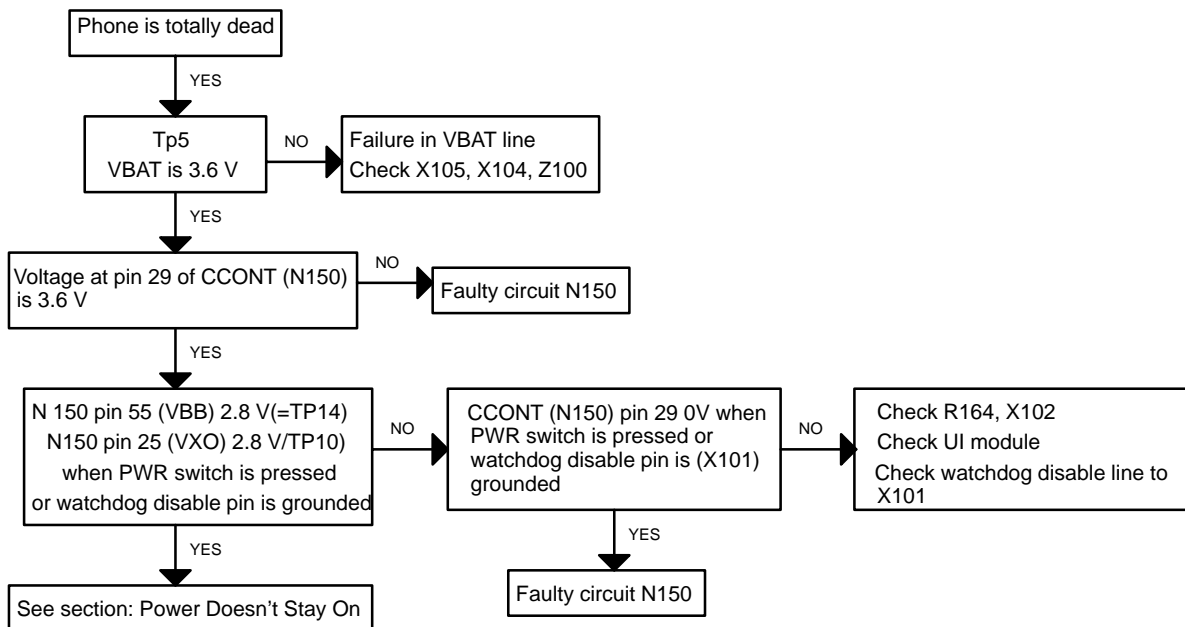 Phone is totally dead
YES
Tp5
VBAT is 3.6 V
NO
Failure in VBAT line
Check X105, X104, Z100
YES
Voltage at pin 29 of CCONT (N150)
is 3.6 V
NO
Faulty circuit N150
YES
N 150 pin 55 (VBB) 2.8 V(=TP14)
N150 pin 25 (VXO) 2.8 V/TP10)
when PWR switch is pressed
or watchdog disable pin is grounded
NO
CCONT (N150) pin 29 0V when
PWR switch is pressed or
watchdog disable pin is (X101)
grounded
NO
Check R164, X102
Check UI module
Check watchdog disable line to
X101
YES
See section: Power Doesn't Stay On
YES
Faulty circuit N150